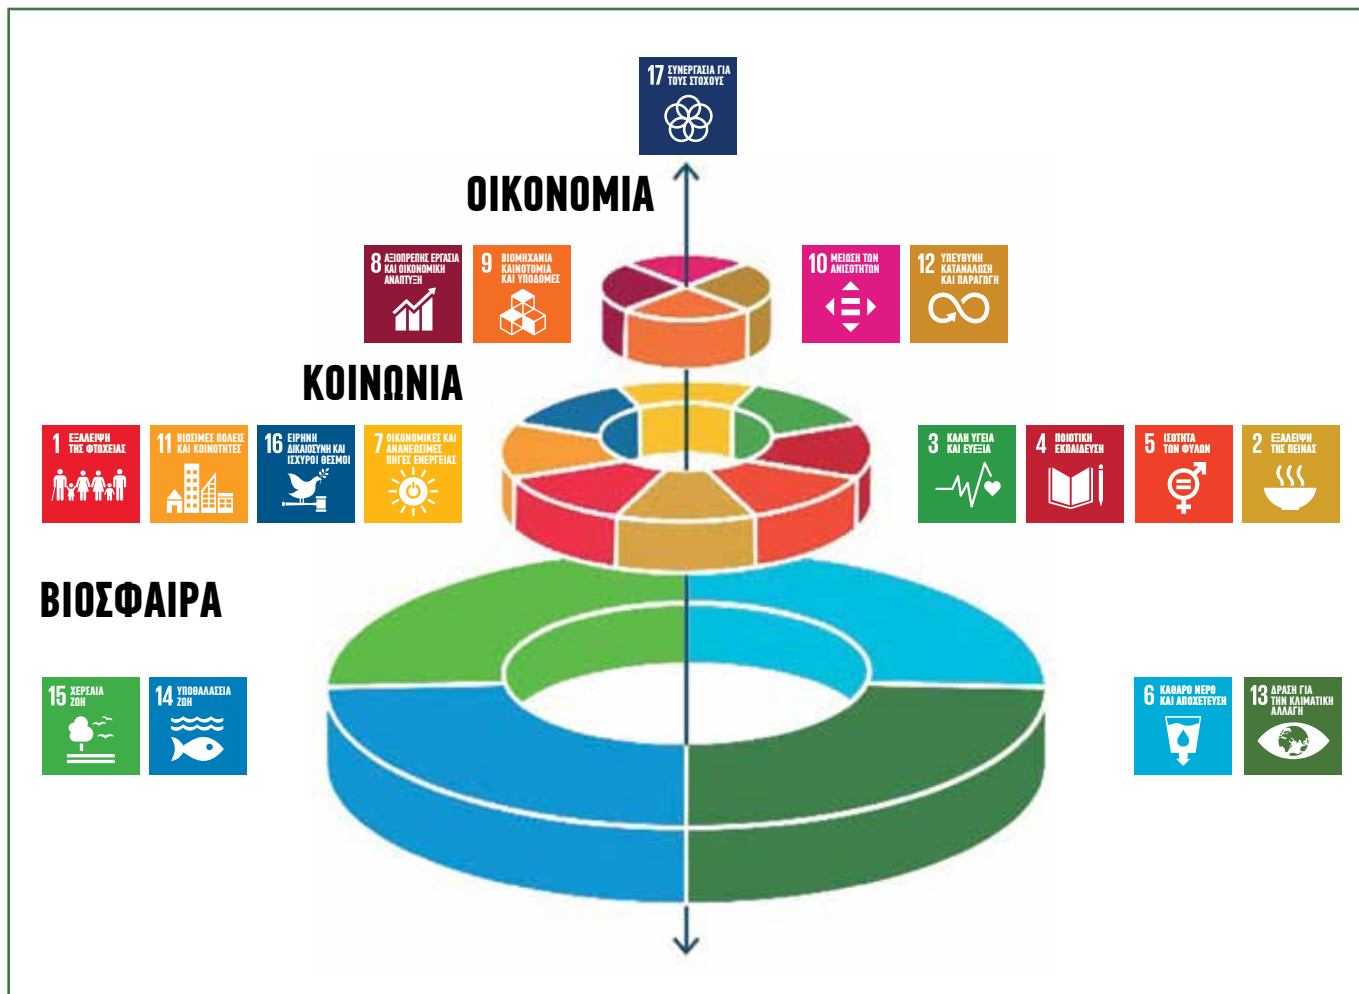 17 ΣΥΝΕΡΓΑΣΙΑ ΓΙΑ
ΤΟΥΣ ΣΤΟΧΟΥΣ
ΟΙΚΟΝΟΜΙΑ
8 ΑΞΙΟΠΡΕΠΗΣ ΕΡΓΑΣΙΑ
ΚΑΙ ΟΙΚΟΝΟΜΙΚΗ
ΑΝΑΠΤΥΞΗ
9 ΒΙΟΜΗΧΑΝΙΑ
ΚΑΙΝΟΤΟΜΙΑ
ΚΑΙ ΥΠΟΔΟΜΕΣ
10 ΜΕΙΩΣΗ ΤΩΝ
ΑΝΙΣΟΤΗΤΩΝ
12 ΥΠΕΥΘΥΝΗ
ΚΑΤΑΝΑΛΩΣΗ
ΚΑΙ ΠΑΡΑΓΩΓΗ
ΚΟΙΝΩΝΙΑ
1 ΕΞΑΛΕΙΨΗ
ΤΗΣ ΦΤΩΧΕΙΑΣ
11 ΒΙΩΣΙΜΕΣ ΠΟΛΕΙΣ
ΚΑΙ ΚΟΙΝΟΤΗΤΕΣ
16 ΕΙΡΗΝΗ
ΔΙΚΑΙΟΣΥΝΗ ΚΑΙ
ΙΣΧΥΡΟΙ ΘΕΣΜΟΙ
7 ΟΙΚΟΝΟΜΙΚΕΣ ΚΑΙ
ΑΝΑΝΕΩΣΙΜΕΣ
ΠΗΓΕΣ ΕΝΕΡΓΕΙΑΣ
3 ΚΑΛΗ ΥΓΕΙΑ
ΚΑΙ ΕΥΕΞΙΑ
4 ΠΟΙΟΤΙΚΗ
ΕΚΠΑΙΔΕΥΣΗ
5 ΙΣΟΤΗΤΑ
ΤΩΝ ΦΥΛΩΝ
2 ΕΞΑΛΕΙΨΗ
ΤΗΣ ΠΕΙΝΑΣ
ΒΙΟΣΦΑΙΡΑ
15 ΧΕΡΣΑΙΑ
ΖΩΗ
14 ΥΠΟΘΑΛΑΣΣΙΑ
ΖΩΗ
6 ΚΑΘΑΡΟ ΝΕΡΟ
ΚΑΙ ΑΠΟΧΕΤΕΥΣΗ
13 ΔΡΑΣΗ ΓΙΑ
ΤΗΝ ΚΛΙΜΑΤΙΚΗ
ΑΛΛΑΓΗ